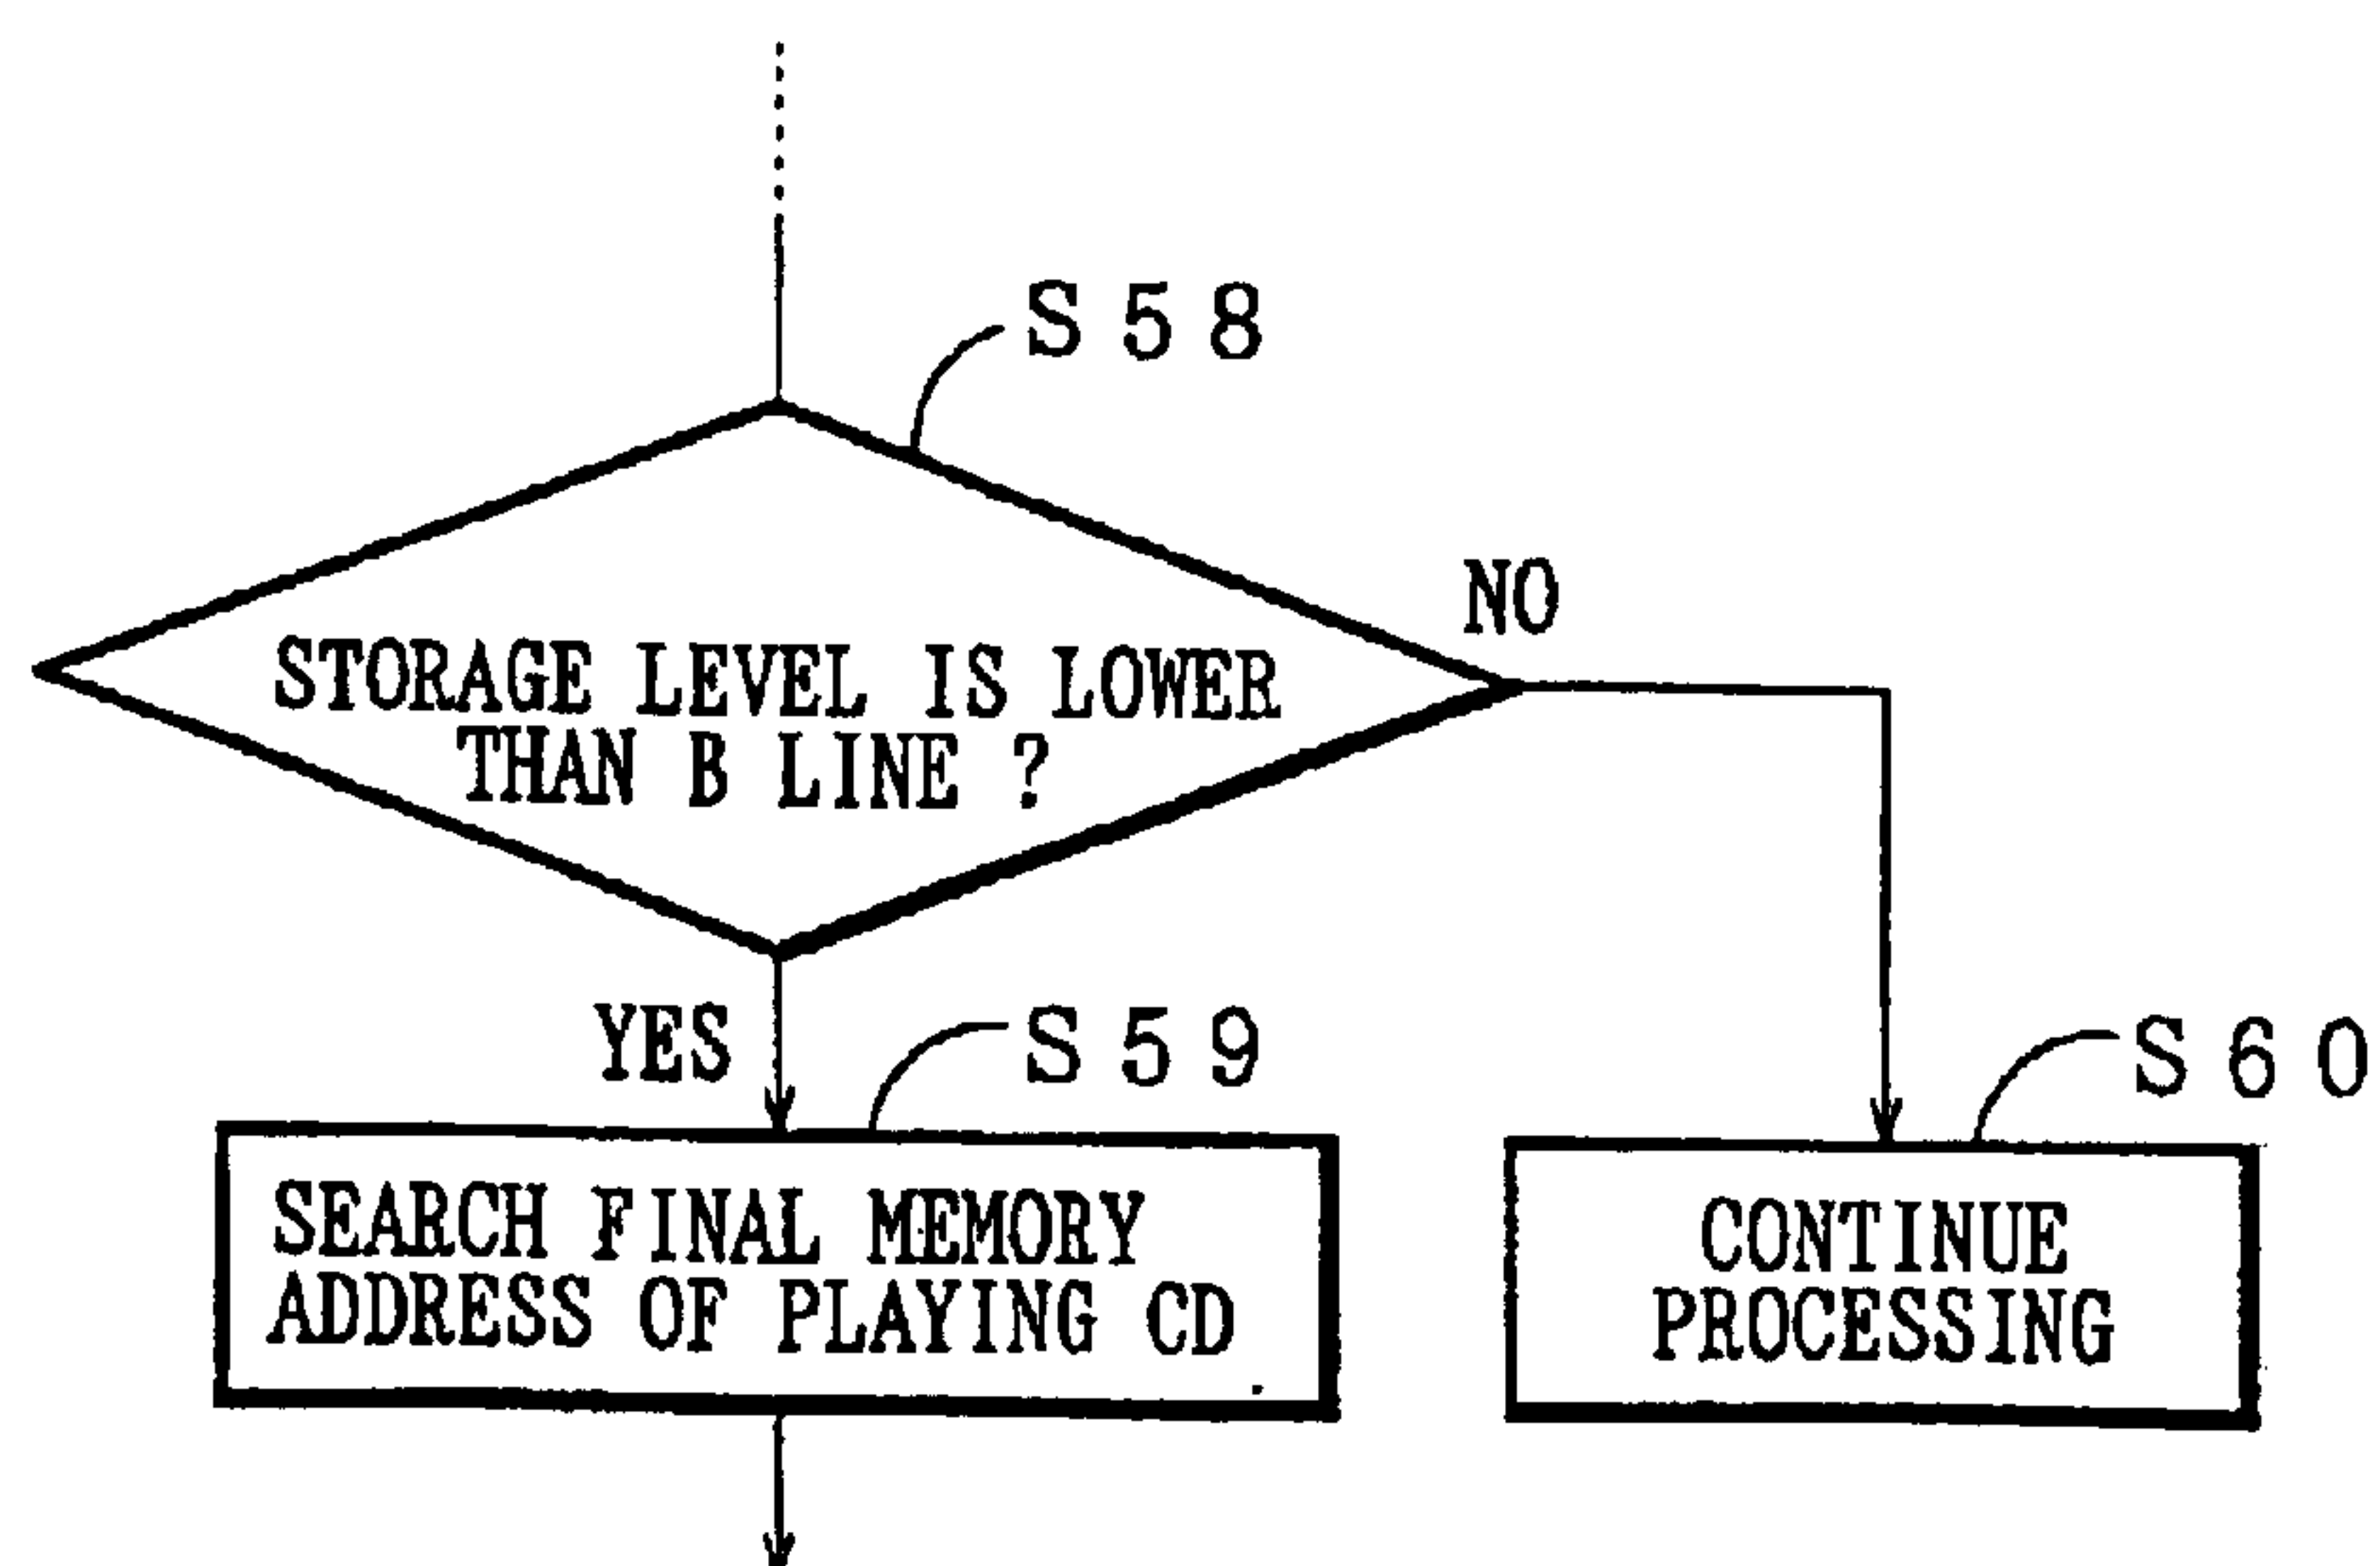 S58
NO
STORAGE LEVEL IS LOWER
THAN B LINE ?
YES
S59
S60
SEARCH FINAL MEMORY
ADDRESS OF PLAYING CD
CONTINUE
PROCESSING